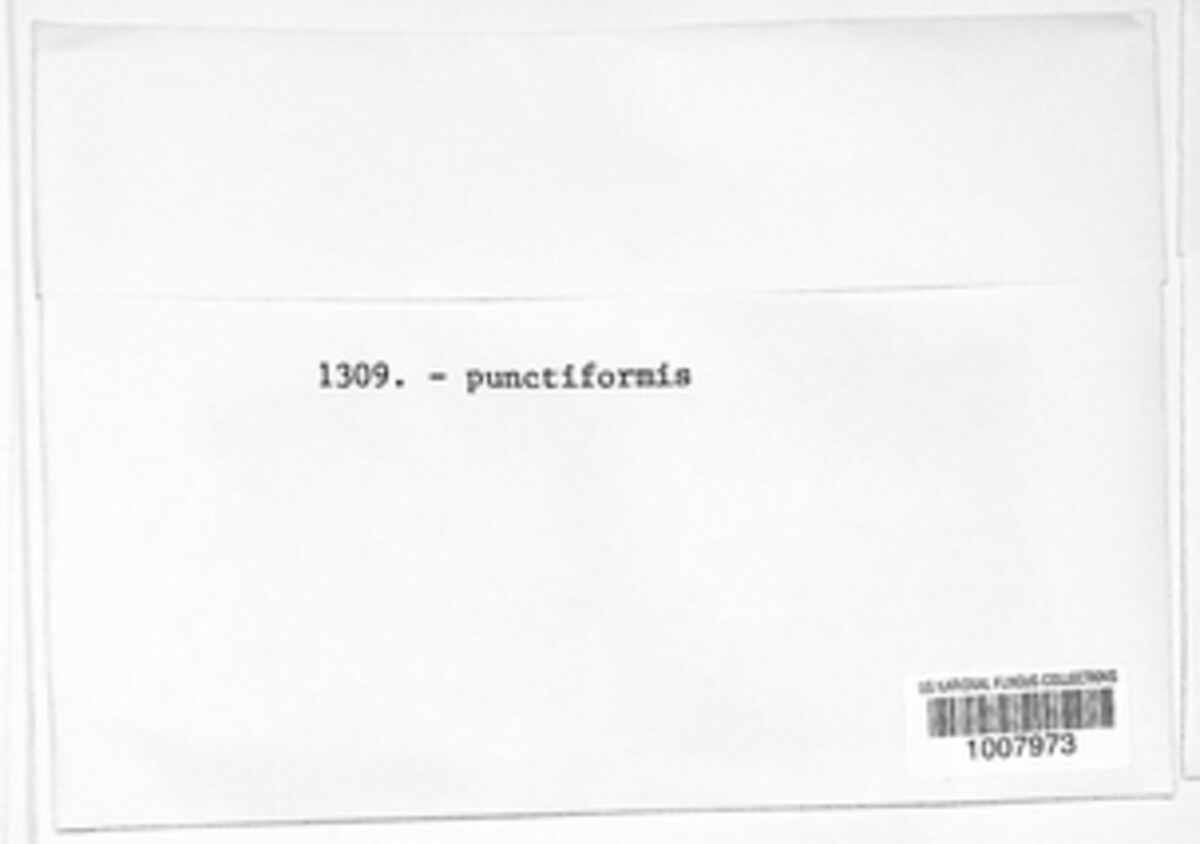 1309. - punctiformis
US NATIONAL FUNGUS COLLECTIONS
1007973